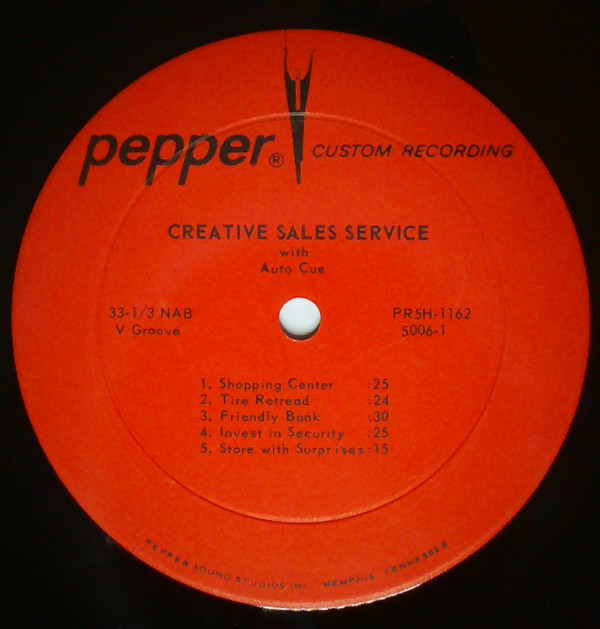 pepper® CUSTOM RECORDING
CREATIVE SALES SERVICE
with
Auto Cue
33-1/3 NAB PR5H-1162
V Groove 5006-1
1. Shopping Center :25
2. Tire Retread :24
3. Friendly Bank :30
4. Invest in Security :25
5. Store with Surprises :15
PEPPER SOUND STUDIOS INC. MEMPHIS, TENNESSEE